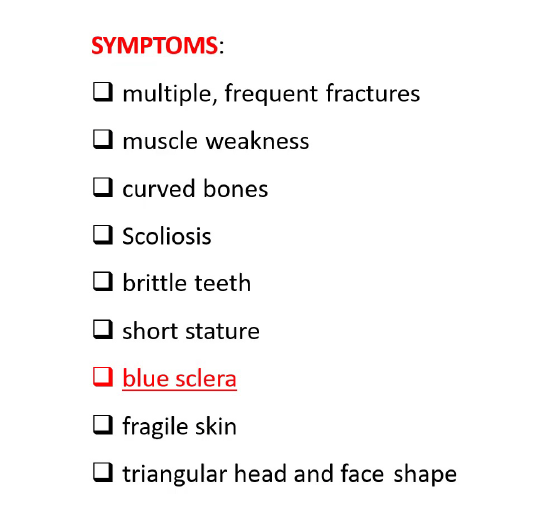 SYMPTOMS:
❑ multiple, frequent fractures
❑ muscle weakness
❑ curved bones
❑ Scoliosis
❑ brittle teeth
❑ short stature
❑ blue sclera
❑ fragile skin
❑ triangular head and face shape